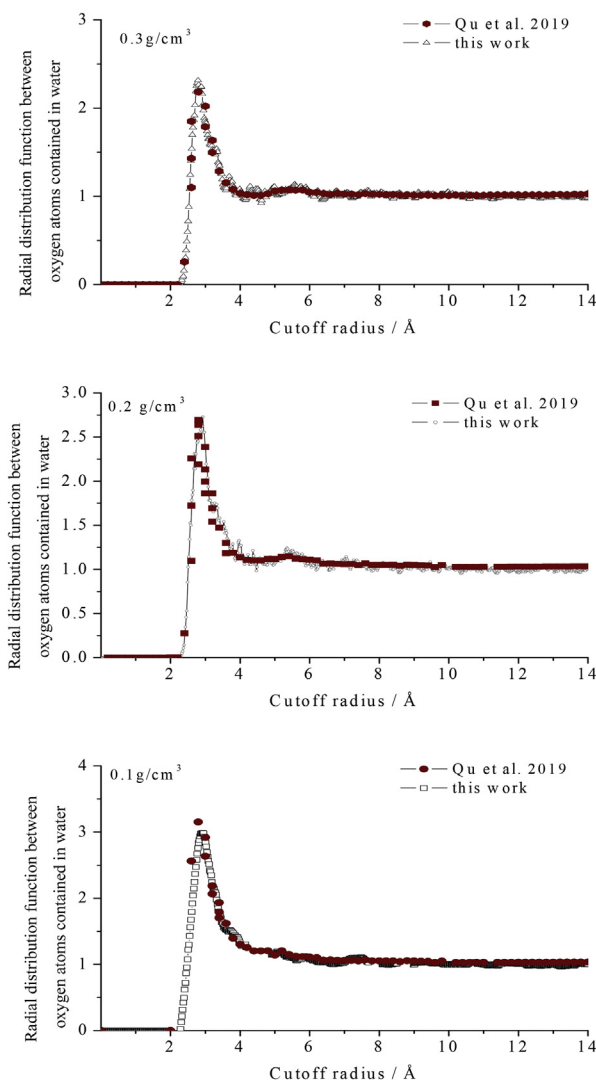 0.3g/cm³
Qu et al. 2019
this work
Radial distribution function between
oxygen atoms contained in water
3
2
1
0
2
4
6
8
10
12
14
Cutoff radius / Å
0.2 g/cm³
Qu et al. 2019
this work
Radial distribution function between
oxygen atoms contained in water
3.0
2.5
2.0
1.5
1.0
0.5
0.0
2
4
6
8
10
12
14
Cutoff radius / Å
0.1g/cm³
Qu et al. 2019
this work
Radial distribution function between
oxygen atoms contained in water
4
3
2
1
0
2
4
6
8
10
12
14
Cutoff radius / Å